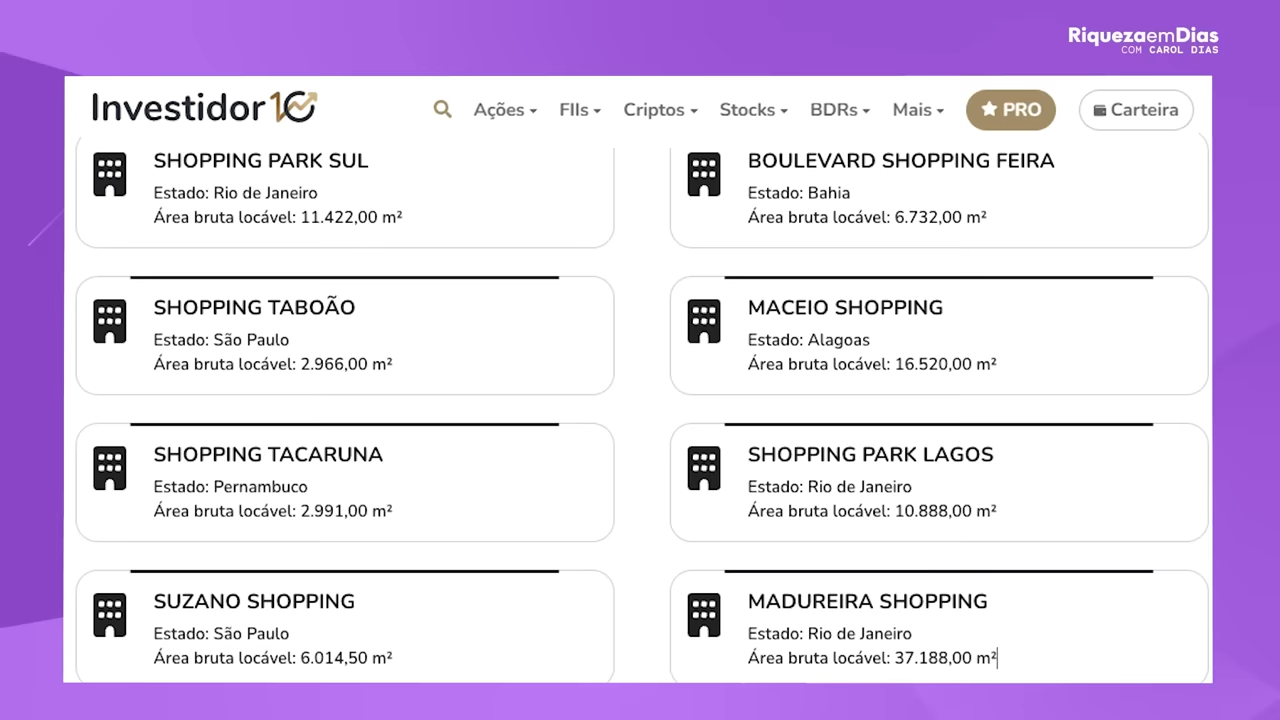 RiquezaemDias
COM CAROL DIAS
Investidor10
Ações
FIIs
Criptos
Stocks
BDRs
Mais
PRO
Carteira
SHOPPING PARK SUL
Estado: Rio de Janeiro
Área bruta locável: 11.422,00 m²
BOULEVARD SHOPPING FEIRA
Estado: Bahia
Área bruta locável: 6.732,00 m²
SHOPPING TABOÃO
Estado: São Paulo
Área bruta locável: 2.966,00 m²
MACEIO SHOPPING
Estado: Alagoas
Área bruta locável: 16.520,00 m²
SHOPPING TACARUNA
Estado: Pernambuco
Área bruta locável: 2.991,00 m²
SHOPPING PARK LAGOS
Estado: Rio de Janeiro
Área bruta locável: 10.888,00 m²
SUZANO SHOPPING
Estado: São Paulo
Área bruta locável: 6.014,50 m²
MADUREIRA SHOPPING
Estado: Rio de Janeiro
Área bruta locável: 37.188,00 m²